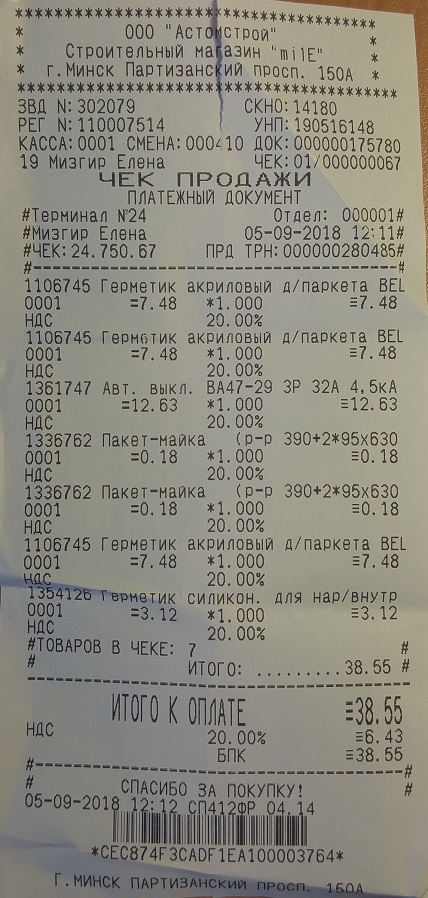 ************************************
* ООО "Астомстрой" *
* Строительный магазин "milE" *
* г.Минск Партизанский просп. 150А *
************************************
ЗВД N:302079 СКНО:14180
РЕГ N:110007514 УНП:190516148
КАССА:0001 СМЕНА:000410 ДОК:0000175780
19 Мизгир Елена ЧЕК:01/00000067
ЧЕК ПРОДАЖИ
ПЛАТЕЖНЫЙ ДОКУМЕНТ
#Терминал №24 Отдел: 000001#
#Мизгир Елена 05-09-2018 12:11#
#ЧЕК:24.750.67 ПРД ТРН:000000280485#
#------------------------------------#
1106745 Герметик акриловый д/паркета BEL
0001 =7.48 *1.000 ≡7.48
НДС 20.00%
1106745 Герметик акриловый д/паркета BEL
0001 =7.48 *1.000 ≡7.48
НДС 20.00%
1361747 Авт. выкл. ВА47-29 3Р 32А 4,5кА
0001 =12.63 *1.000 ≡12.63
НДС 20.00%
1336762 Пакет-майка (р-р 390+2*95х630
0001 =0.18 *1.000 ≡0.18
НДС 20.00%
1336762 Пакет-майка (р-р 390+2*95х630
0001 =0.18 *1.000 ≡0.18
НДС 20.00%
1106745 Герметик акриловый д/паркета BEL
0001 =7.48 *1.000 ≡7.48
НДС 20.00%
1354126 Герметик силикон. для нар/внутр
0001 =3.12 *1.000 ≡3.12
НДС 20.00%
#ТОВАРОВ В ЧЕКЕ: 7 #
# ИТОГО:..........38.55 #
#------------------------------------#
ИТОГО К ОПЛАТЕ ≡38.55
НДС 20.00% ≡6.43
БПК ≡38.55
#------------------------------------#
# СПАСИБО ЗА ПОКУПКУ! #
05-09-2018 12:12 СП412ФР 04.14
*CEC874F3CADF1EA100003764*
Г.МИНСК ПАРТИЗАНСКИЙ ПРОСП. 150А